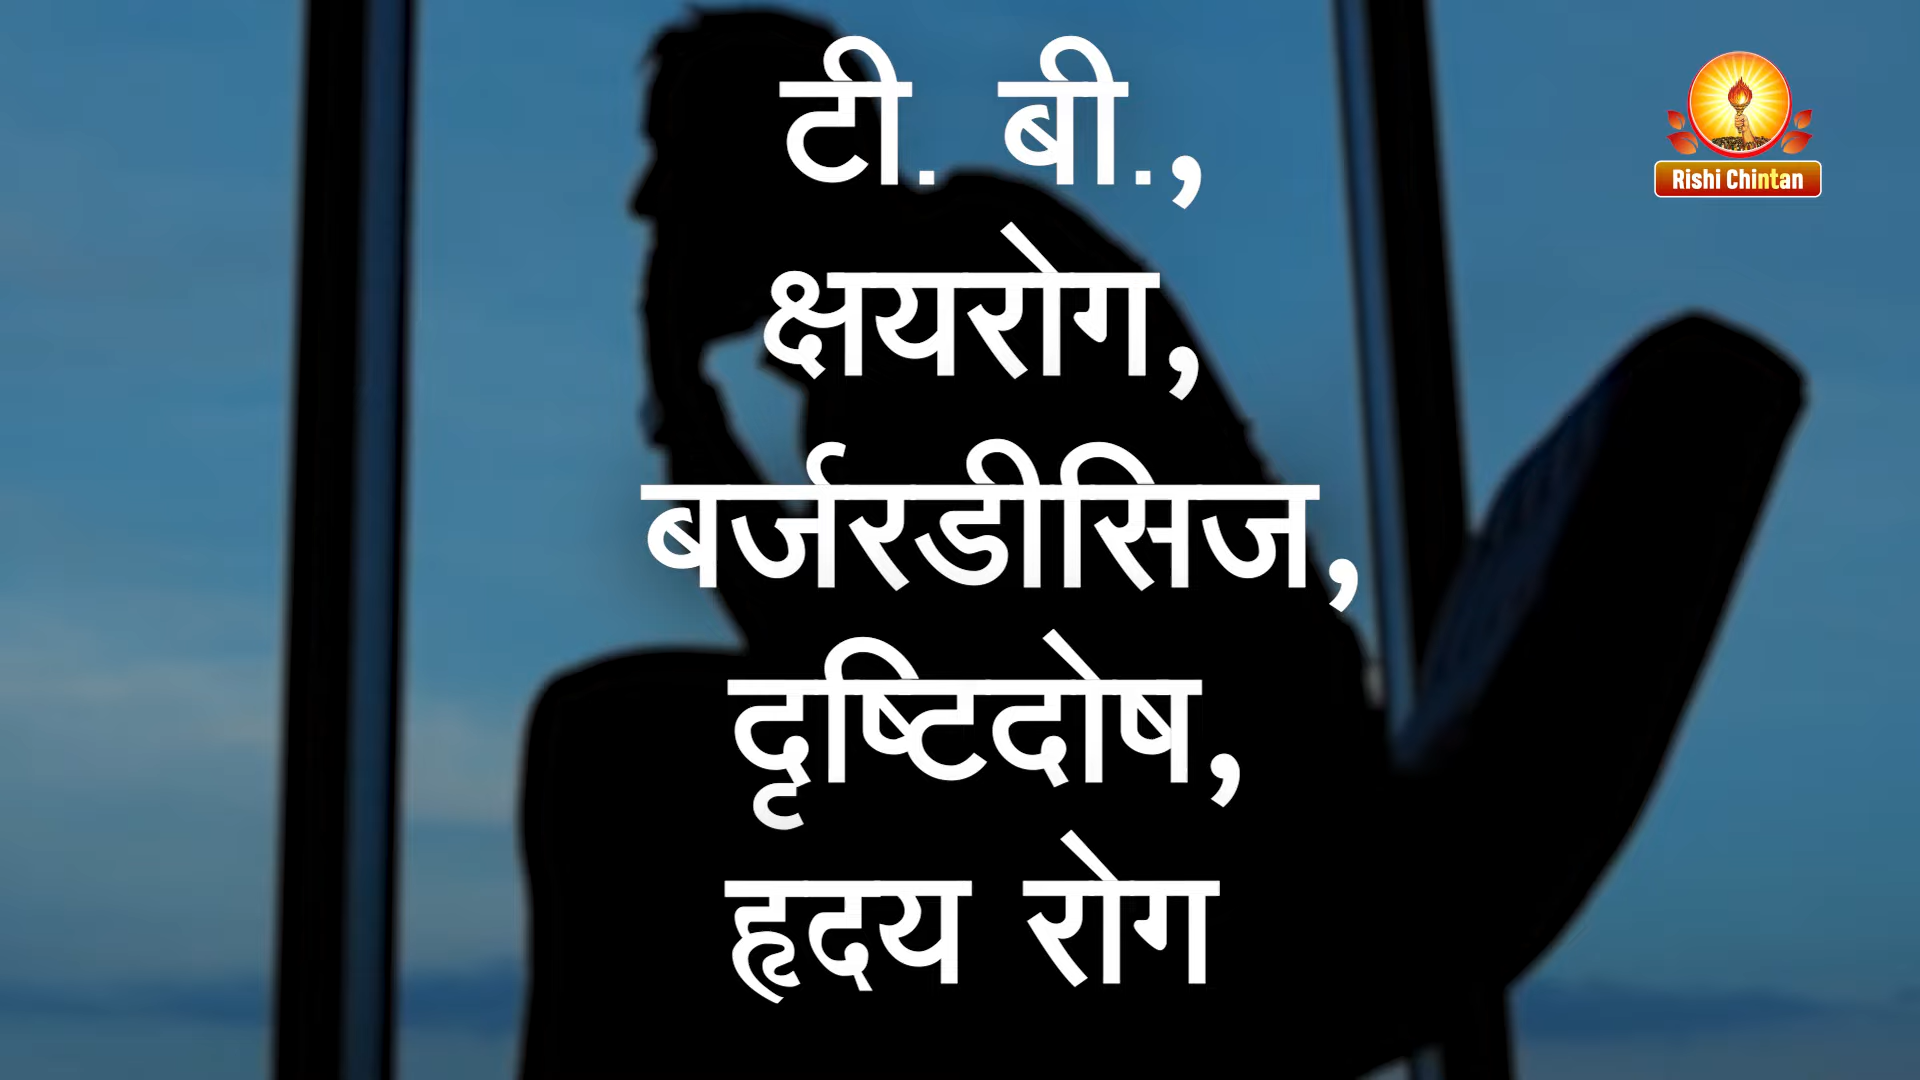 टी. बी.,
क्षयरोग,
बर्जरडीसिज,
दृष्टिदोष,
हृदय रोग
Rishi Chintan